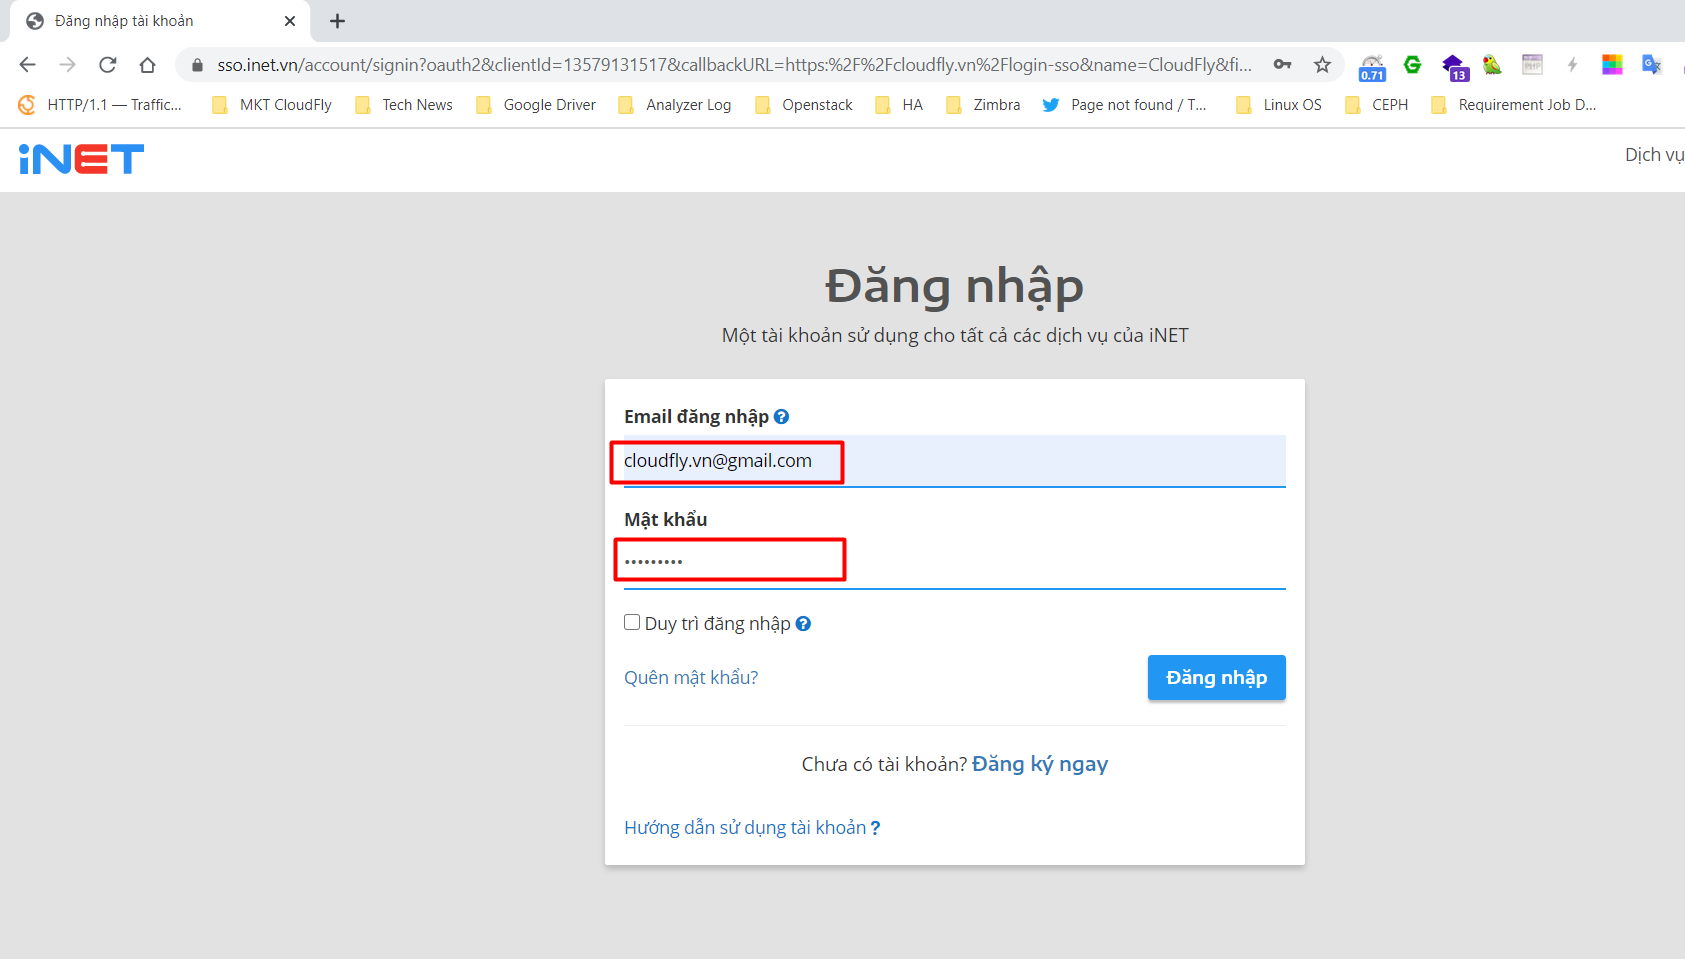 Đăng nhập tài khoản
sso.inet.vn/account/signin?oauth2&clientId=13579131517&callbackURL=https:%2F%2Fcloudfly.vn%2Flogin-sso&name=CloudFly&fi...
0.71
13
PHP
HTTP/1.1 — Traffic...
MKT CloudFly
Tech News
Google Driver
Analyzer Log
Openstack
HA
Zimbra
Page not found / T...
Linux OS
CEPH
Requirement Job D...
iNET
Dịch vụ
Đăng nhập
Một tài khoản sử dụng cho tất cả các dịch vụ của iNET
Email đăng nhập
cloudfly.vn@gmail.com
Mật khẩu
•••••••••
Duy trì đăng nhập
Quên mật khẩu?
Đăng nhập
Chưa có tài khoản? Đăng ký ngay
Hướng dẫn sử dụng tài khoản ?